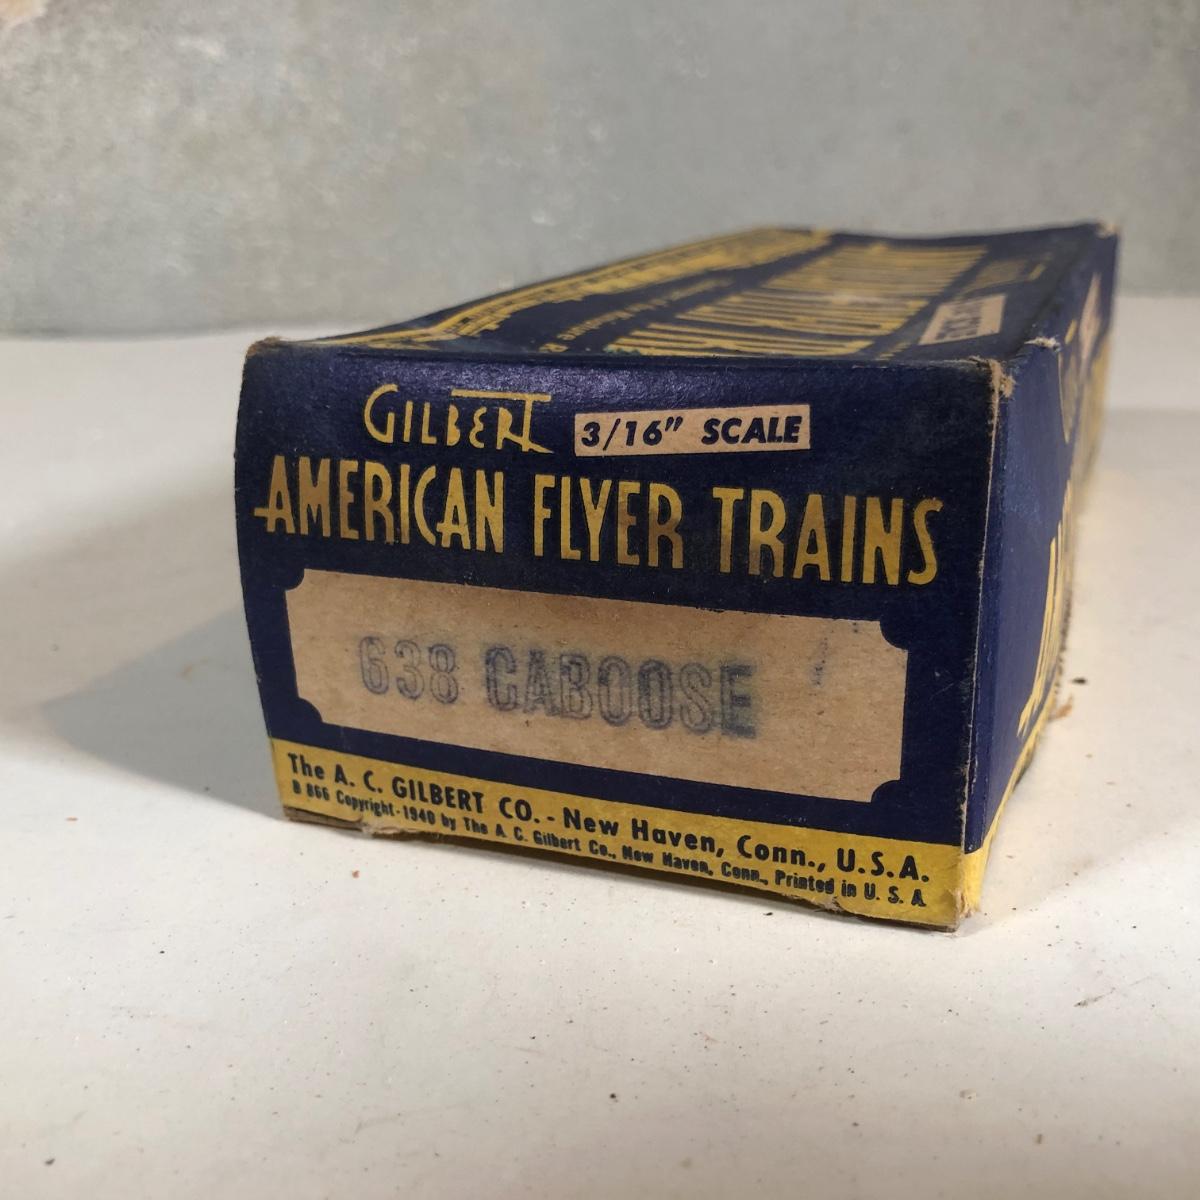 GILBERT 3/16" SCALE
AMERICAN FLYER TRAINS
638 CABOOSE
The A. C. GILBERT CO. - New Haven, Conn., U.S.A.
B 866 Copyright-1940 by The A. C. Gilbert Co., New Haven, Conn., Printed in U. S. A